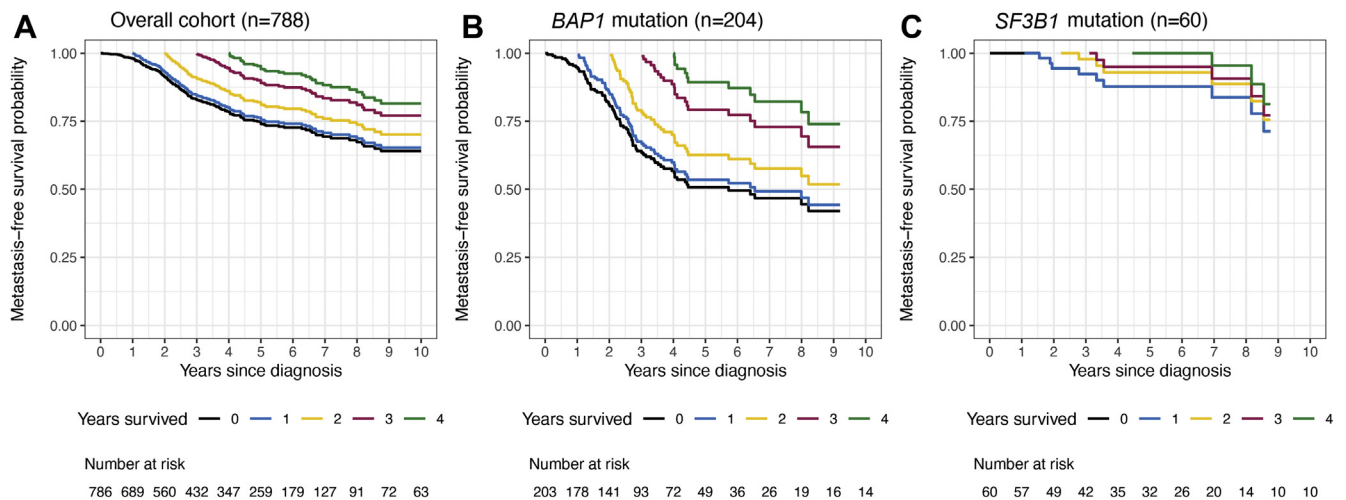 A Overall cohort (n=788)
Metastasis-free survival probability
1.00
0.75
0.50
0.25
0.00
0 1 2 3 4 5 6 7 8 9 10
Years since diagnosis
Years survived 0 1 2 3 4
Number at risk
786 689 560 432 347 259 179 127 91 72 63
B BAP1 mutation (n=204)
Metastasis-free survival probability
1.00
0.75
0.50
0.25
0.00
0 1 2 3 4 5 6 7 8 9 10
Years since diagnosis
Years survived 0 1 2 3 4
Number at risk
203 178 141 93 72 49 36 26 19 16 14
C SF3B1 mutation (n=60)
Metastasis-free survival probability
1.00
0.75
0.50
0.25
0.00
0 1 2 3 4 5 6 7 8 9 10
Years since diagnosis
Years survived 0 1 2 3 4
Number at risk
60 57 49 42 35 32 26 20 14 10 10